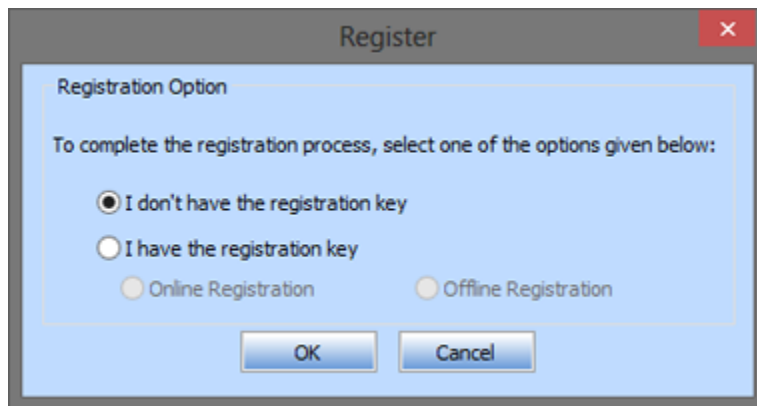 Register
Registration Option
To complete the registration process, select one of the options given below:
I don't have the registration key
I have the registration key
Online Registration Offline Registration
OK Cancel